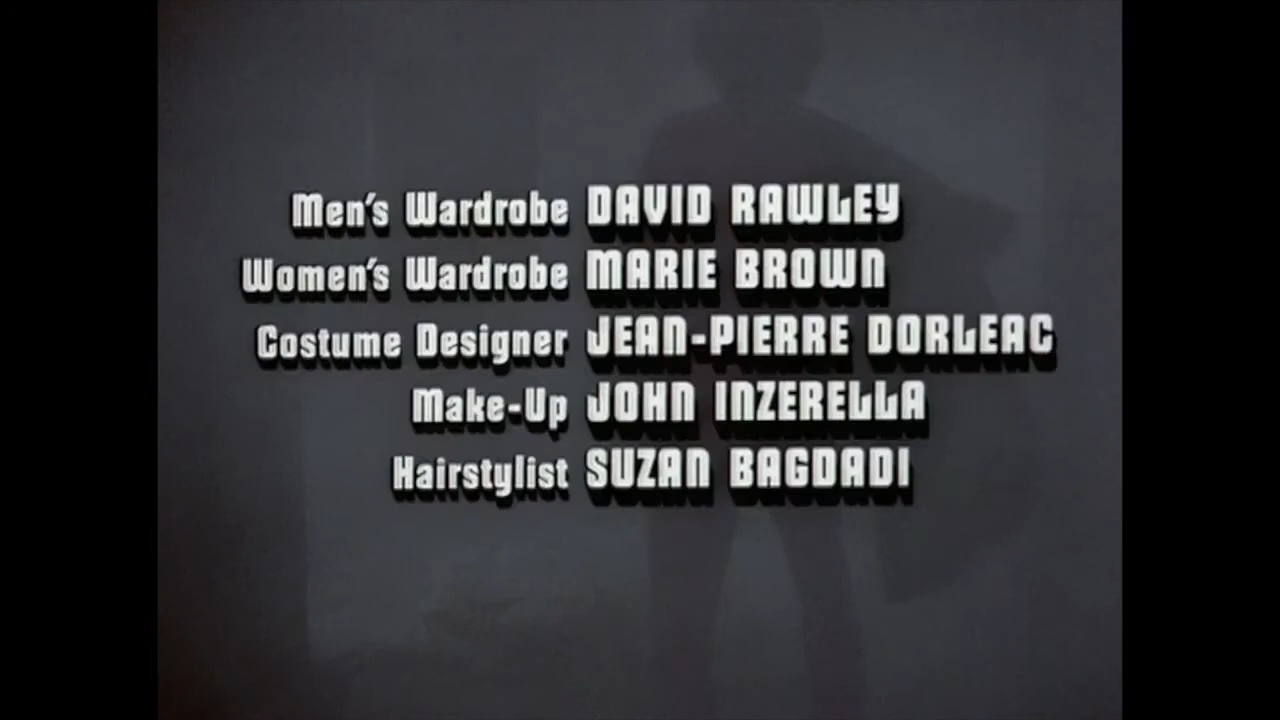 Men's Wardrobe DAVID RAWLEY
Women's Wardrobe MARIE BROWN
Costume Designer JEAN-PIERRE DORLEAC
Make-Up JOHN INZERELLA
Hairstylist SUZAN BAGDADI